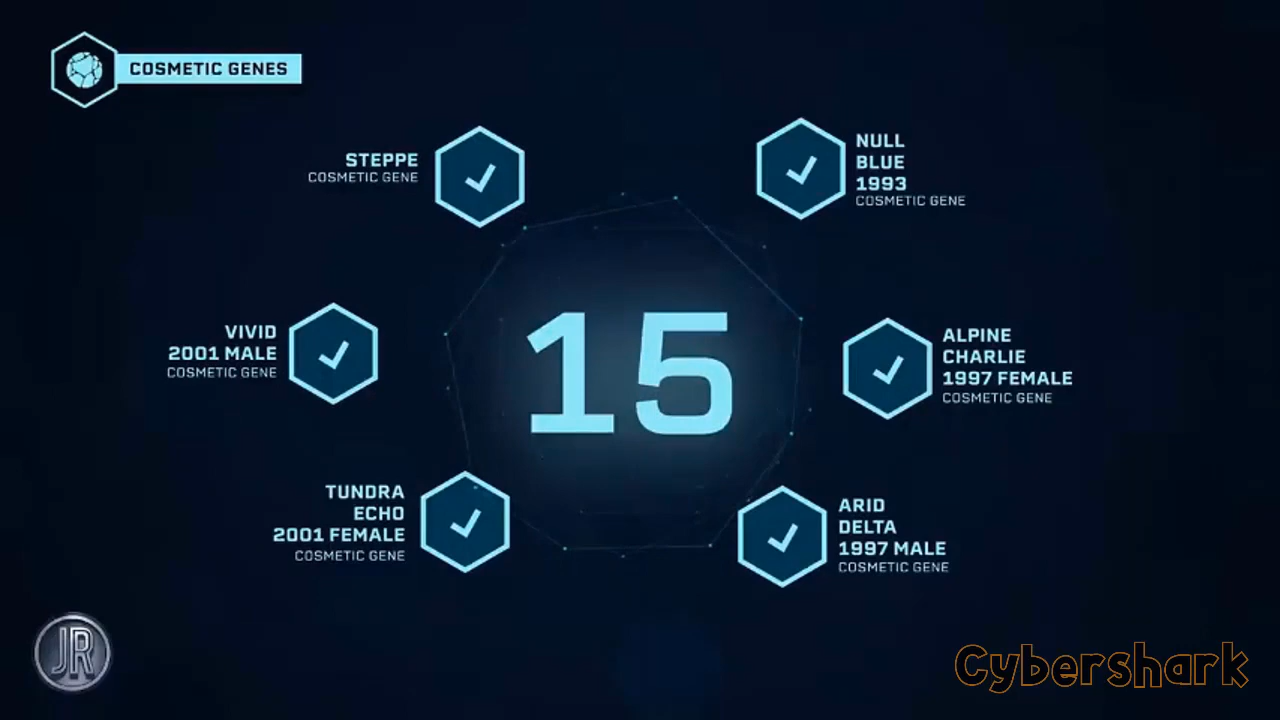 COSMETIC GENES
STEPPE
COSMETIC GENE
NULL
BLUE
1993
COSMETIC GENE
VIVID
2001 MALE
COSMETIC GENE
15
ALPINE
CHARLIE
1997 FEMALE
COSMETIC GENE
TUNDRA
ECHO
2001 FEMALE
COSMETIC GENE
ARID
DELTA
1997 MALE
COSMETIC GENE
JR
Cybershark